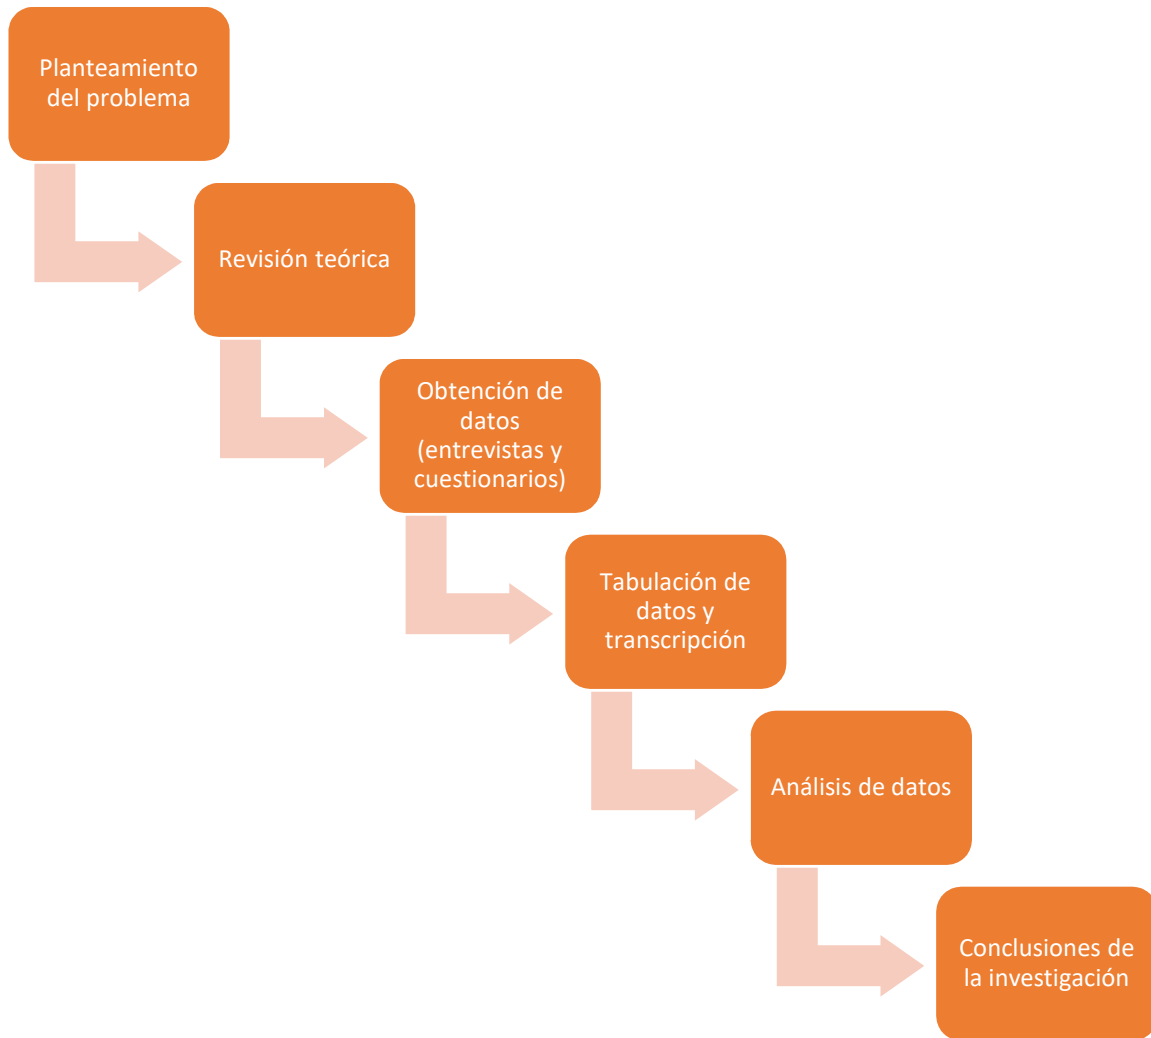 Planteamiento
del problema
Revisión teórica
Obtención de
datos
(entrevistas y
cuestionarios)
Tabulación de
datos y
transcripción
Análisis de datos
Conclusiones de
la investigación